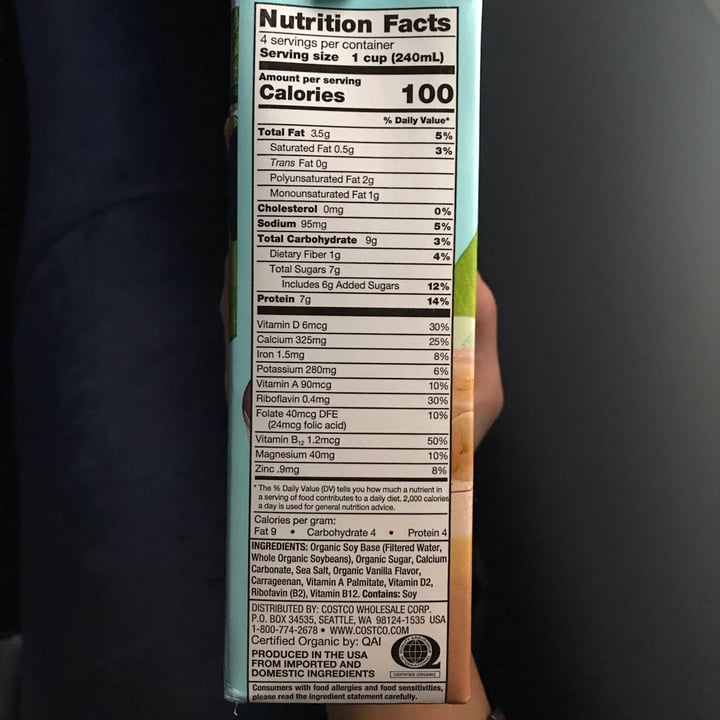 Nutrition Facts
4 servings per container
Serving size 1 cup (240mL)
Amount per serving
Calories 100
% Daily Value*
Total Fat 3.5g 5%
Saturated Fat 0.5g 3%
Trans Fat 0g
Polyunsaturated Fat 2g
Monounsaturated Fat 1g
Cholesterol 0mg 0%
Sodium 95mg 5%
Total Carbohydrate 9g 3%
Dietary Fiber 1g 4%
Total Sugars 7g
Includes 6g Added Sugars 12%
Protein 7g 14%
Vitamin D 6mcg 30%
Calcium 325mg 25%
Iron 1.5mg 8%
Potassium 280mg 6%
Vitamin A 90mcg 10%
Riboflavin 0.4mg 30%
Folate 40mcg DFE 10%
(24mcg folic acid)
Vitamin B₁₂ 1.2mcg 50%
Magnesium 40mg 10%
Zinc .9mg 8%
* The % Daily Value (DV) tells you how much a nutrient in
a serving of food contributes to a daily diet. 2,000 calories
a day is used for general nutrition advice.
Calories per gram:
Fat 9 • Carbohydrate 4 • Protein 4
INGREDIENTS: Organic Soy Base (Filtered Water,
Whole Organic Soybeans), Organic Sugar, Calcium
Carbonate, Sea Salt, Organic Vanilla Flavor,
Carrageenan, Vitamin A Palmitate, Vitamin D2,
Ribofavin (B2), Vitamin B12. Contains: Soy
DISTRIBUTED BY: COSTCO WHOLESALE CORP.
P.O. BOX 34535, SEATTLE, WA 98124-1535 USA
1-800-774-2678 • WWW.COSTCO.COM
Certified Organic by: QAI
PRODUCED IN THE USA
FROM IMPORTED AND
DOMESTIC INGREDIENTS
CERTIFIED ORGANIC
Consumers with food allergies and food sensitivities,
please read the ingredient statement carefully.